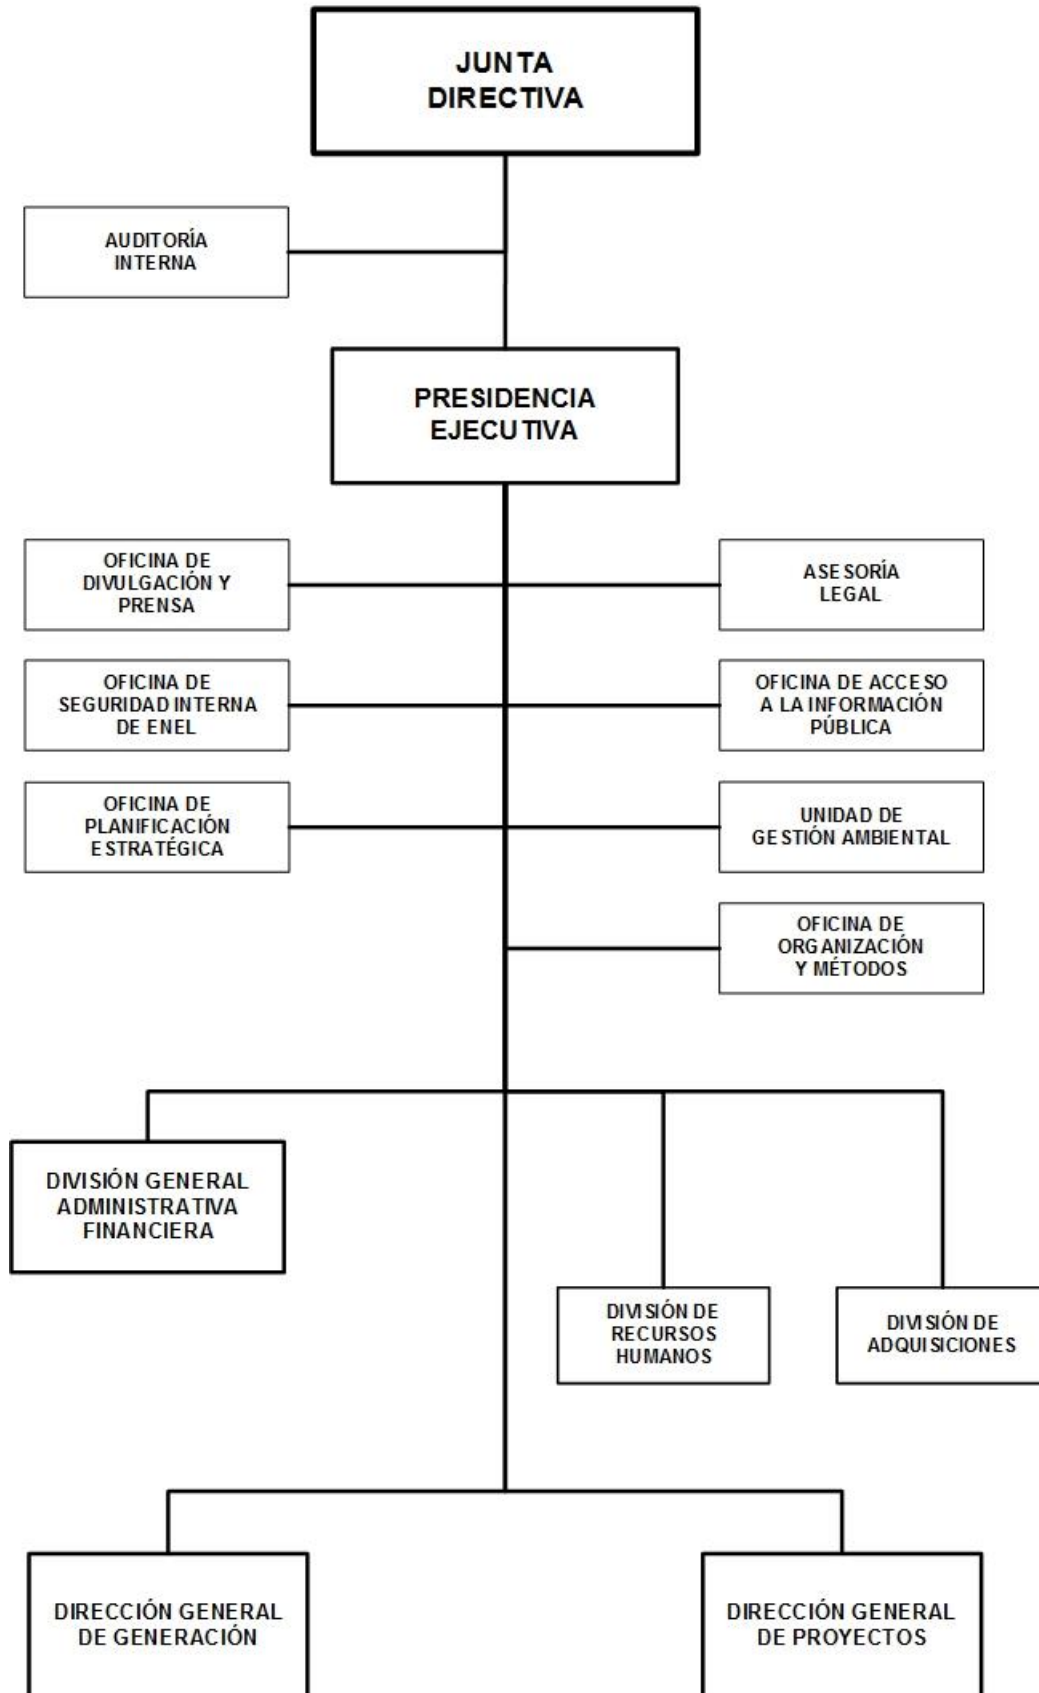 JUNTA
DIRECTIVA
AUDITORÍA
INTERNA
PRESIDENCIA
EJECUTIVA
OFICINA DE
DIVULGACIÓN Y
PRENSA
ASESORÍA
LEGAL
OFICINA DE
SEGURIDAD INTERNA
DE ENEL
OFICINA DE ACCESO
A LA INFORMACIÓN
PÚBLICA
OFICINA DE
PLANIFICACIÓN
ESTRATÉGICA
UNIDAD DE
GESTIÓN AMBIENTAL
OFICINA DE
ORGANIZACIÓN
Y MÉTODOS
DIVISIÓN GENERAL
ADMINISTRATIVA
FINANCIERA
DIVISIÓN DE
RECURSOS
HUMANOS
DIVISIÓN DE
ADQUISICIONES
DIRECCIÓN GENERAL
DE GENERACIÓN
DIRECCIÓN GENERAL
DE PROYECTOS